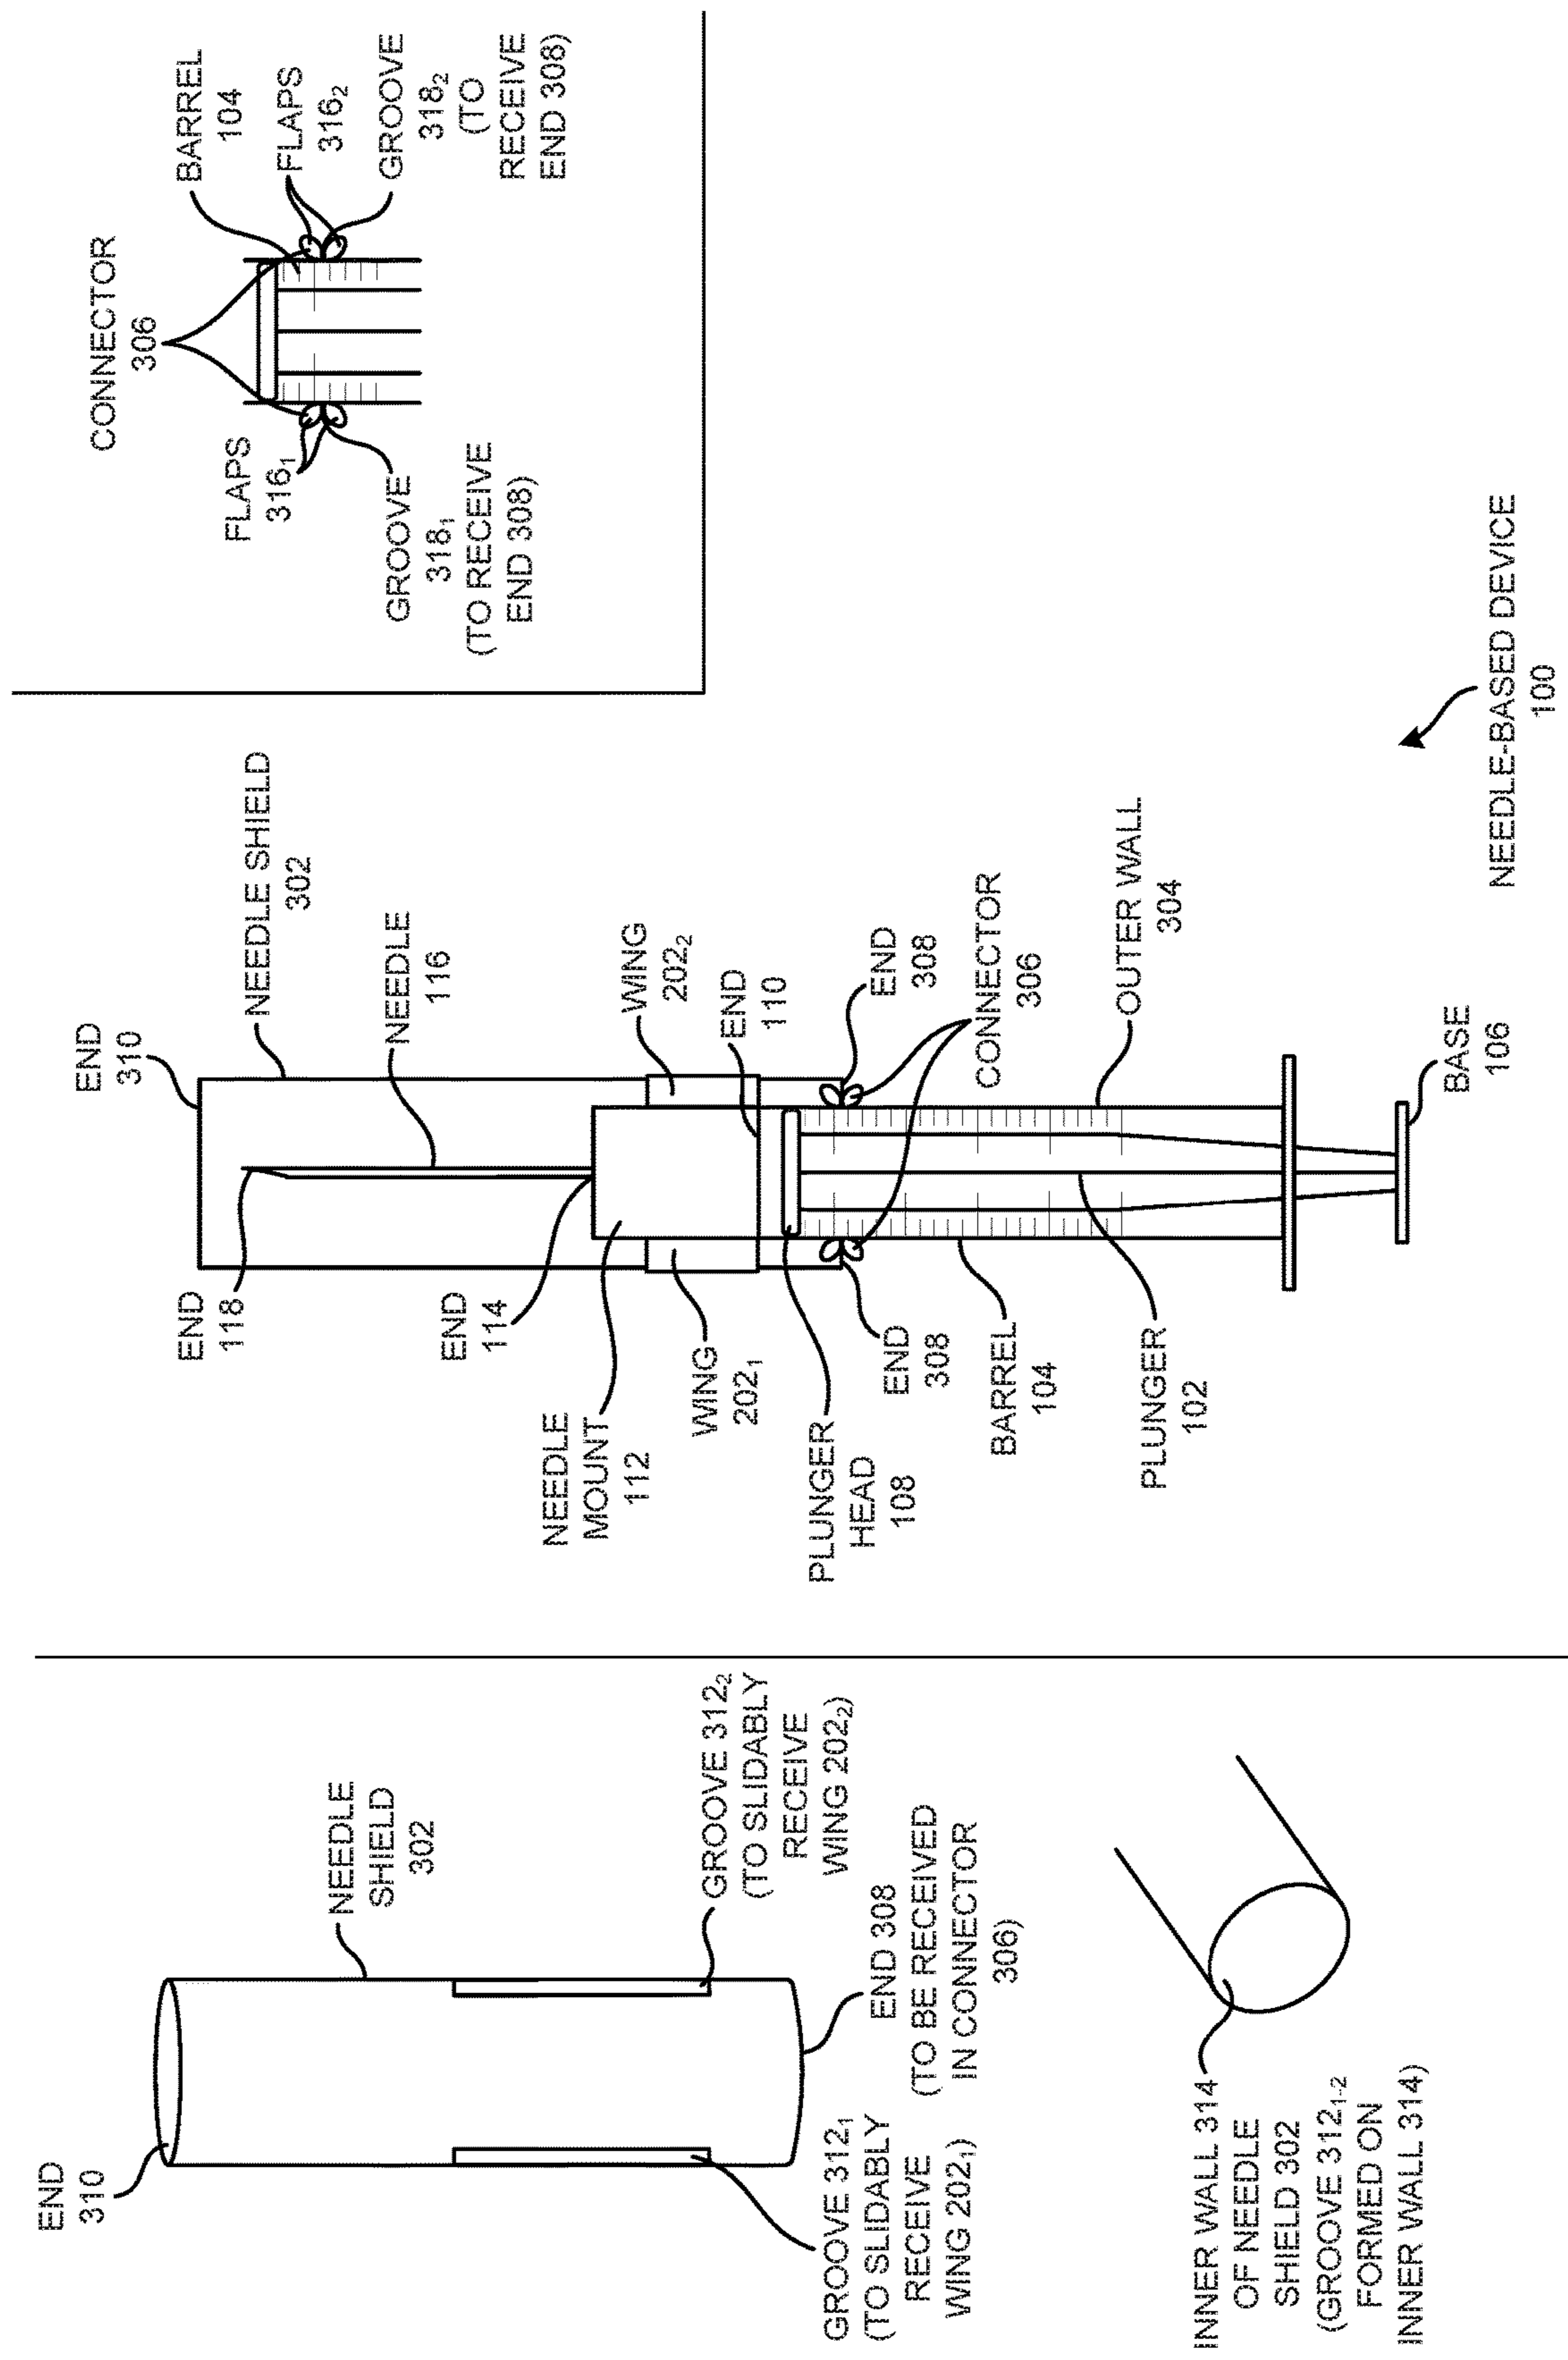 END
310
NEEDLE
SHIELD
302
GROOVE 312₂
(TO SLIDABLY
RECEIVE
WING 202₂)
GROOVE 312₁
(TO SLIDABLY
RECEIVE
WING 202₁)
END 308
(TO BE RECEIVED
IN CONNECTOR
306)
INNER WALL 314
OF NEEDLE
SHIELD 302
(GROOVE 312₁₋₂
FORMED ON
INNER WALL 314)
END
310
NEEDLE SHIELD
302
NEEDLE
116
END
118
END
114
NEEDLE
MOUNT
112
WING
202₁
WING
202₂
END
110
END
308
CONNECTOR
306
OUTER WALL
304
BASE
106
PLUNGER
HEAD
108
END
308
BARREL
104
PLUNGER
102
NEEDLE-BASED DEVICE
100
CONNECTOR
306
BARREL
104
FLAPS
316₂
GROOVE
318₂
(TO
RECEIVE
END 308)
FLAPS
316₁
GROOVE
318₁
(TO RECEIVE
END 308)